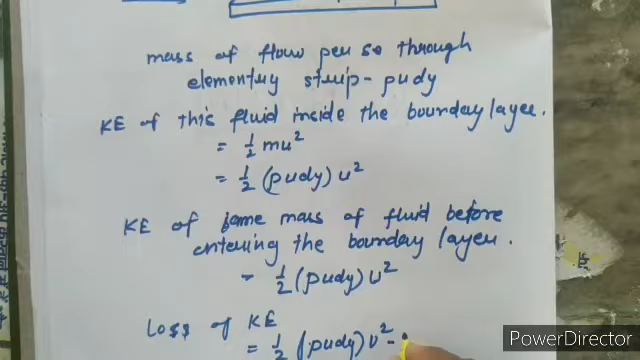 mass of flow per se through
elementry strip - ρudy
KE of this fluid inside the boundary layer.
= 1/2 mu²
= 1/2 (ρudy) u²
KE of same mass of fluid before
entering the boundary layer.
= 1/2 (ρudy) U²
Loss of KE
= 1/2 (ρudy) U² -
PowerDirector